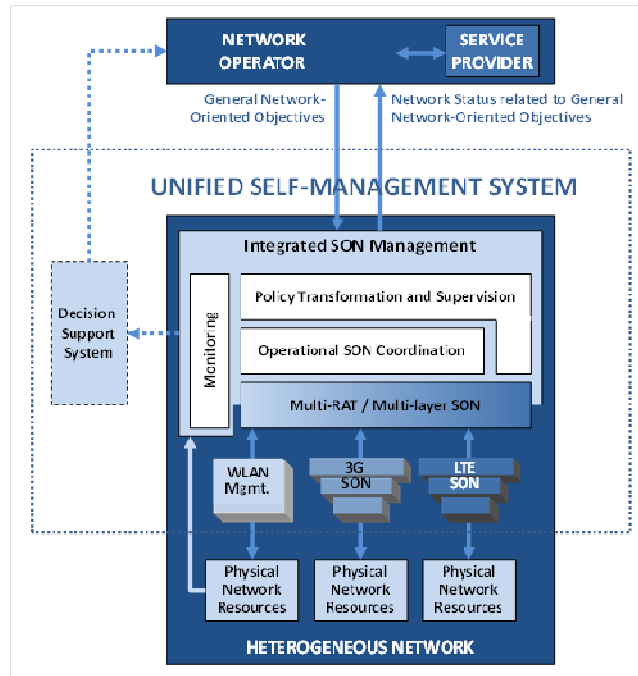 NETWORK
OPERATOR
SERVICE
PROVIDER
General Network-
Oriented Objectives
Network Status related to General
Network-Oriented Objectives
UNIFIED SELF-MANAGEMENT SYSTEM
Integrated SON Management
Decision
Support
System
Monitoring
Policy Transformation and Supervision
Operational SON Coordination
Multi-RAT / Multi-layer SON
WLAN
Mgmt.
3G
SON
LTE
SON
Physical
Network
Resources
Physical
Network
Resources
Physical
Network
Resources
HETEROGENEOUS NETWORK